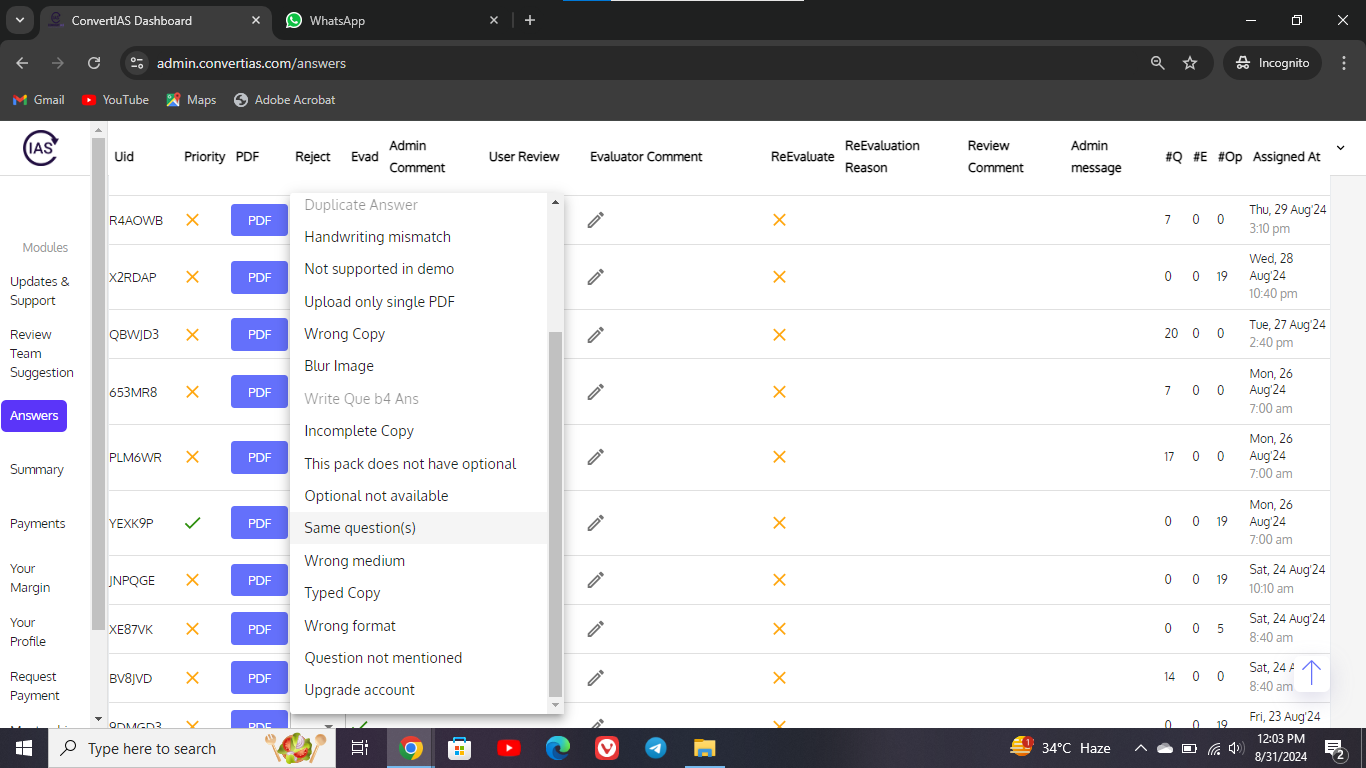 ConvertIAS Dashboard
WhatsApp
admin.convertias.com/answers
Incognito
Gmail
YouTube
Maps
Adobe Acrobat
IAS
Uid Priority PDF Reject Evad Admin Comment User Review Evaluator Comment ReEvaluate ReEvaluation Reason Review Comment Admin message #Q #E #Op Assigned At
Modules
Updates & Support
Review Team Suggestion
Answers
Summary
Payments
Your Margin
Your Profile
Request Payment
R4AOWB PDF 7 0 0 Thu, 29 Aug'24 3:10 pm
X2RDAP PDF 0 0 19 Wed, 28 Aug'24 10:40 pm
QBWJD3 PDF 20 0 0 Tue, 27 Aug'24 2:40 pm
653MR8 PDF 7 0 0 Mon, 26 Aug'24 7:00 am
PLM6WR PDF 17 0 0 Mon, 26 Aug'24 7:00 am
YEXK9P PDF 0 0 19 Mon, 26 Aug'24 7:00 am
JNPQGE PDF 0 0 19 Sat, 24 Aug'24 10:10 am
XE87VK PDF 0 0 5 Sat, 24 Aug'24 8:40 am
BV8JVD PDF 14 0 0 Sat, 24 8:40 am
9DMGD3 PDF 0 0 19 Fri, 23 Aug'24
Duplicate Answer
Handwriting mismatch
Not supported in demo
Upload only single PDF
Wrong Copy
Blur Image
Write Que b4 Ans
Incomplete Copy
This pack does not have optional
Optional not available
Same question(s)
Wrong medium
Typed Copy
Wrong format
Question not mentioned
Upgrade account
Type here to search
1
34°C Haze
12:03 PM
8/31/2024
2